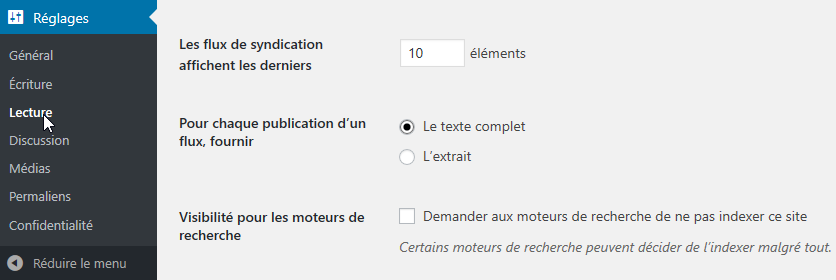 Réglages
Général
Écriture
Lecture
Discussion
Médias
Permaliens
Confidentialité
Réduire le menu
Les flux de syndication
affichent les derniers
10 éléments
Pour chaque publication d’un
flux, fournir
Le texte complet
L’extrait
Visibilité pour les moteurs de
recherche
Demander aux moteurs de recherche de ne pas indexer ce site
Certains moteurs de recherche peuvent décider de l’indexer malgré tout.